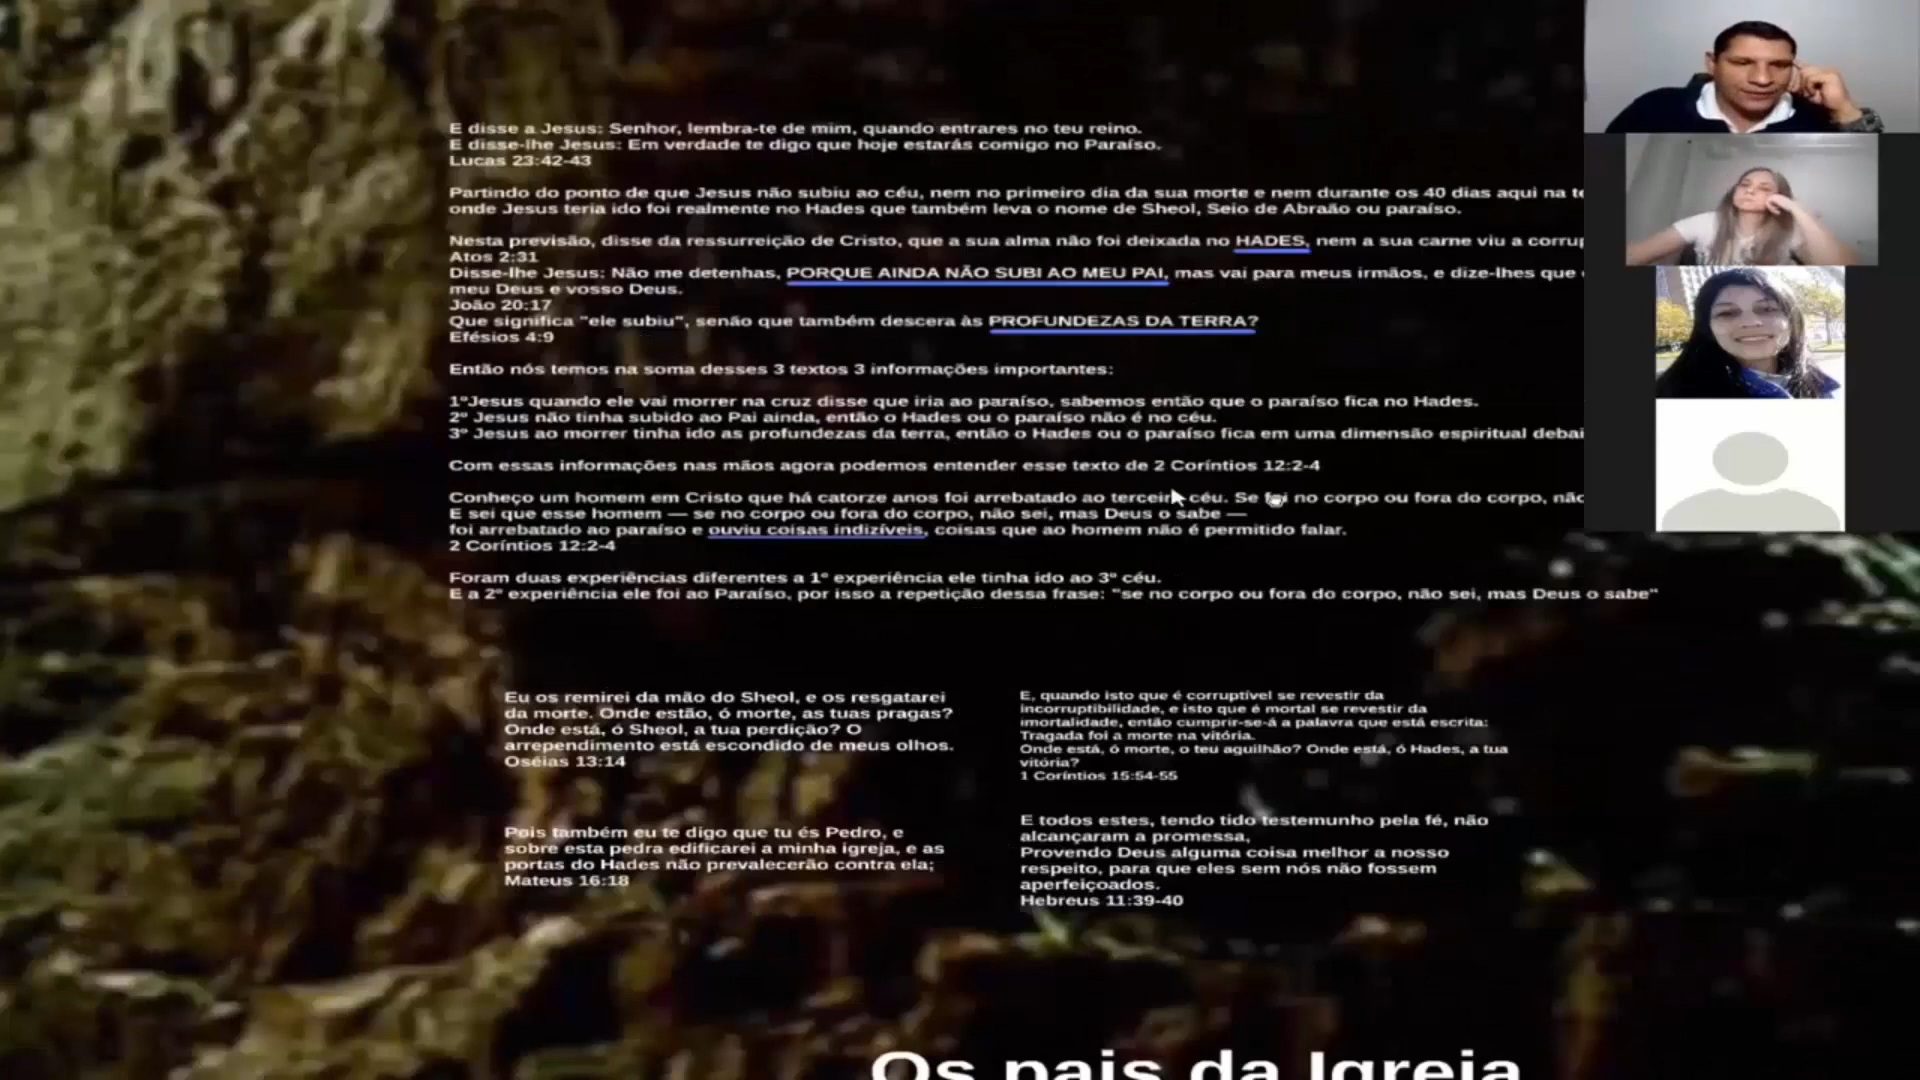 E disse a Jesus: Senhor, lembra-te de mim, quando entrares no teu reino.
E disse-lhe Jesus: Em verdade te digo que hoje estarás comigo no Paraíso.
Lucas 23:42-43
Partindo do ponto de que Jesus não subiu ao céu, nem no primeiro dia da sua morte e nem durante os 40 dias aqui na
onde Jesus teria ido foi realmente no Hades que também leva o nome de Sheol, Seio de Abraão ou paraíso.
Nesta previsão, disse da ressurreição de Cristo, que a sua alma não foi deixada no HADES, nem a sua carne viu a
Atos 2:31
Disse-lhe Jesus: Não me detenhas, PORQUE AINDA NÃO SUBI AO MEU PAI, mas vai para meus irmãos, e dize-lhes que
meu Deus e vosso Deus.
João 20:17
Que significa "ele subiu", senão que também descera às PROFUNDEZAS DA TERRA?
Efésios 4:9
Então nós temos na soma desses 3 textos 3 informações importantes:
1ºJesus quando ele vai morrer na cruz disse que iria ao paraíso, sabemos então que o paraíso fica no Hades.
2º Jesus não tinha subido ao Pai ainda, então o Hades ou o paraíso não é no céu.
3º Jesus ao morrer tinha ido as profundezas da terra, então o Hades ou o paraíso fica em uma dimensão espiritual
Com essas informações nas mãos agora podemos entender esse texto de 2 Coríntios 12:2-4
Conheço um homem em Cristo que há catorze anos foi arrebatado ao terceiro céu. Se foi no corpo ou fora do corpo,
E sei que esse homem — se no corpo ou fora do corpo, não sei, mas Deus o sabe —
foi arrebatado ao paraíso e ouviu coisas indizíveis, coisas que ao homem não é permitido falar.
2 Coríntios 12:2-4
Foram duas experiências diferentes a 1º experiência ele tinha ido ao 3º céu.
E a 2º experiência ele foi ao Paraíso, por isso a repetição dessa frase: "se no corpo ou fora do corpo, não sei, mas Deus o sabe"
Eu os remirei da mão do Sheol, e os resgatarei
da morte. Onde estão, ó morte, as tuas pragas?
Onde está, ó Sheol, a tua perdição? O
arrependimento está escondido de meus olhos.
Oséias 13:14
Pois também eu te digo que tu és Pedro, e
sobre esta pedra edificarei a minha igreja, e as
portas do Hades não prevalecerão contra ela;
Mateus 16:18
E, quando isto que é corruptível se revestir da
incorruptibilidade, e isto que é mortal se revestir da
imortalidade, então cumprir-se-á a palavra que está escrita:
Tragada foi a morte na vitória.
Onde está, ó morte, o teu aguilhão? Onde está, ó Hades, a tua
vitória?
1 Coríntios 15:54-55
E todos estes, tendo tido testemunho pela fé, não
alcançaram a promessa,
Provendo Deus alguma coisa melhor a nosso
respeito, para que eles sem nós não fossem
aperfeiçoados.
Hebreus 11:39-40
Os pais da Igreja